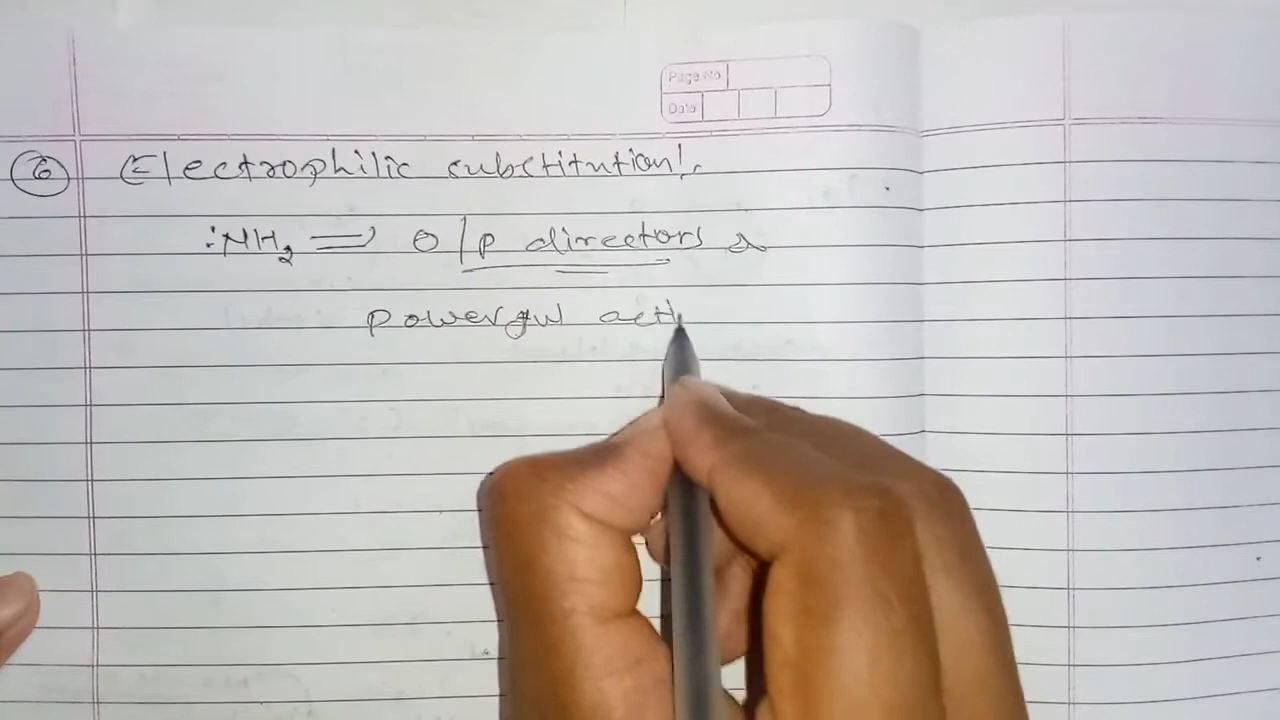 Page No
Date
6 Electrophilic substitution!.
:NH₂ ⇒ O/p directors &
powerful acti